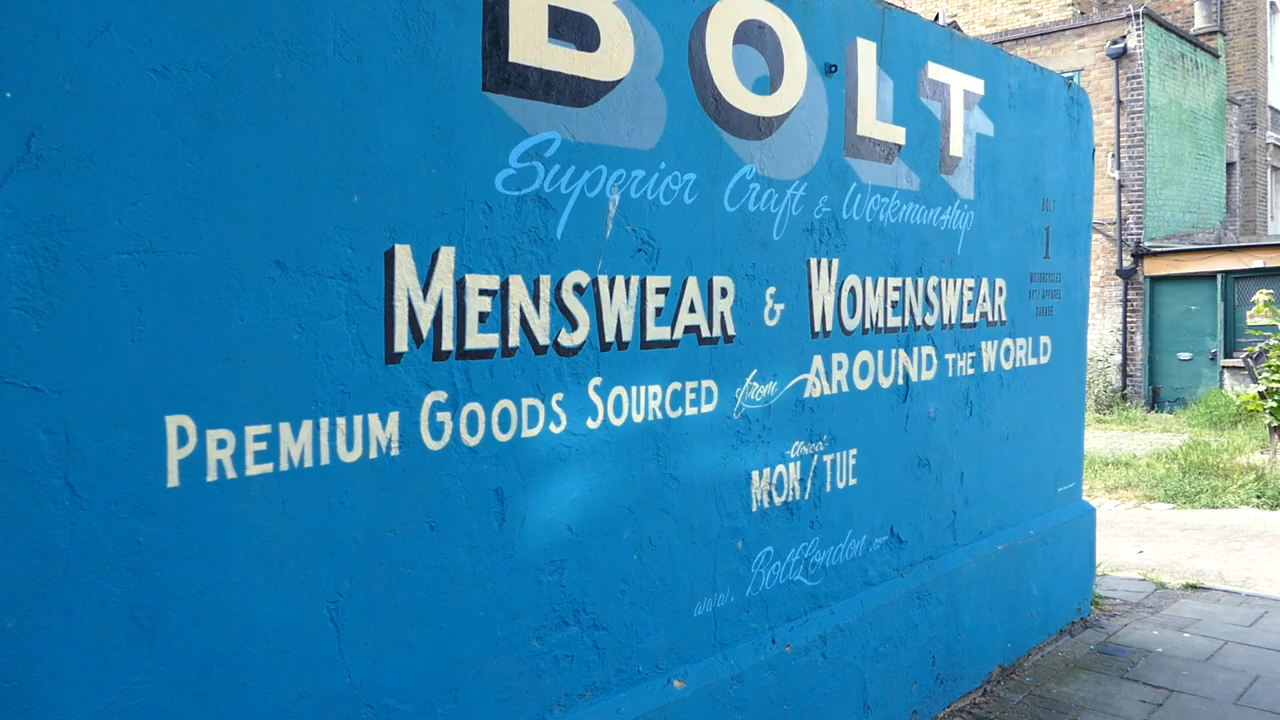 BOLT
Superior Craft & Workmanship
MENSWEAR & WOMENSWEAR
PREMIUM GOODS SOURCED from AROUND THE WORLD
-Closed-
MON/TUE
www.BoltLondon.com
BOLT
1
MOTORCYCLES
ART/APPAREL
GARAGE